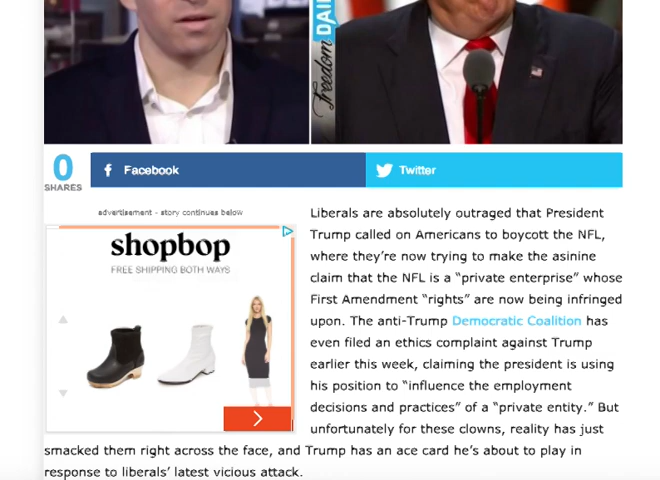 Freedom DAI
0
SHARES
Facebook
Twitter
advertisement - story continues below
shopbop
FREE SHIPPING BOTH WAYS
Liberals are absolutely outraged that President
Trump called on Americans to boycott the NFL,
where they’re now trying to make the asinine
claim that the NFL is a “private enterprise” whose
First Amendment “rights” are now being infringed
upon. The anti-Trump Democratic Coalition has
even filed an ethics complaint against Trump
earlier this week, claiming the president is using
his position to “influence the employment
decisions and practices” of a “private entity.” But
unfortunately for these clowns, reality has just
smacked them right across the face, and Trump has an ace card he’s about to play in
response to liberals’ latest vicious attack.